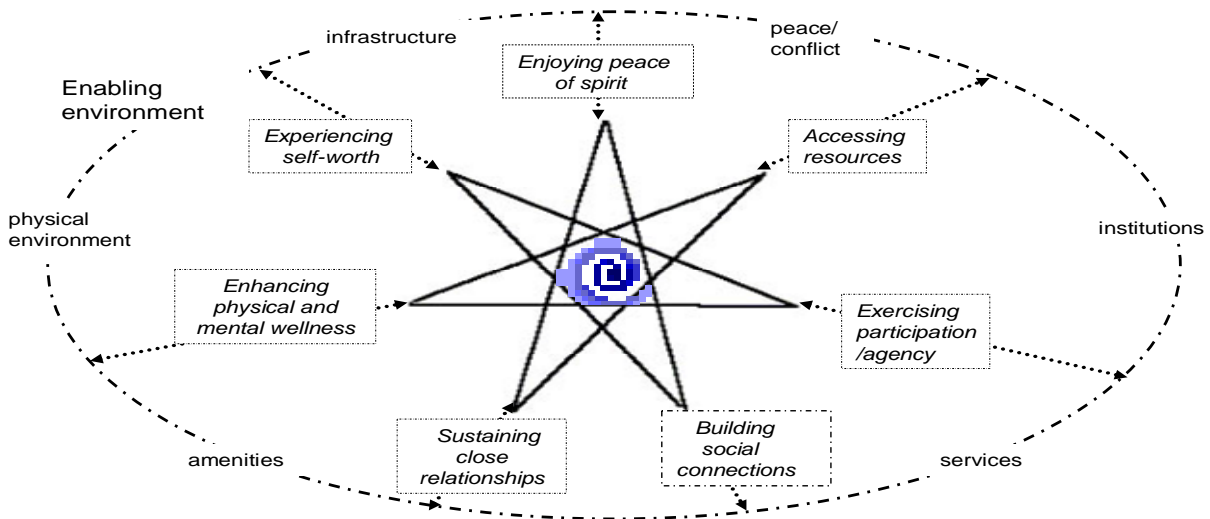 infrastructure
peace/
conflict
Enjoying peace
of spirit
Enabling
environment
Experiencing
self-worth
Accessing
resources
physical
environment
institutions
Enhancing
physical and
mental wellness
Exercising
participation
/agency
Sustaining
close
relationships
Building
social
connections
amenities
services